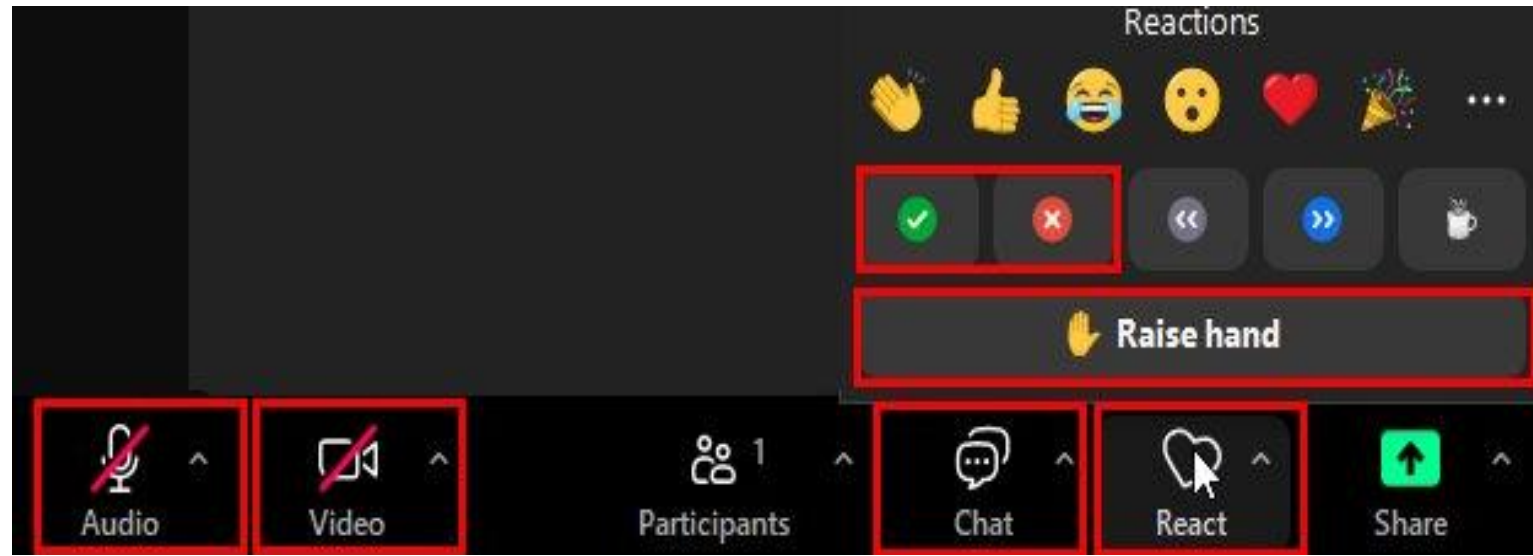 Reactions
Raise hand
1
Audio
Video
Participants
Chat
React
Share